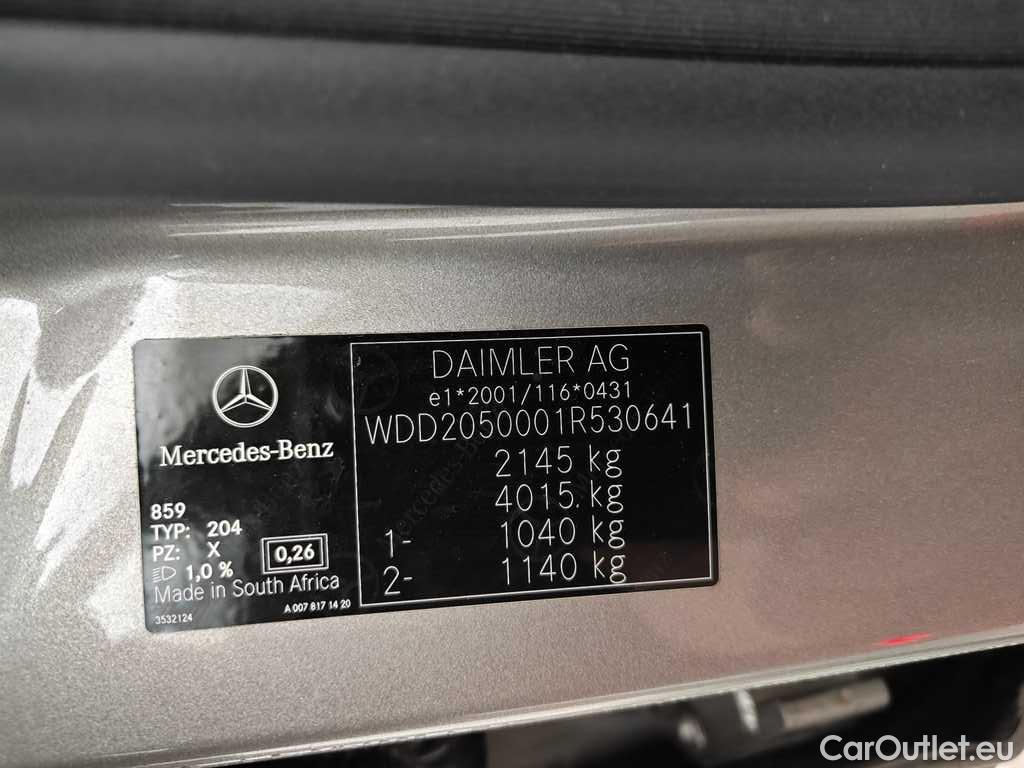 Mercedes-Benz
859
TYP: 204
PZ: X
1,0 %
0,26
Made in South Africa
3532124
A 007 817 14 20
DAIMLER AG
e1*2001/116*0431
WDD2050001R530641
2145 kg
4015 kg
1- 1040 kg
2- 1140 kg
CarOutlet.eu